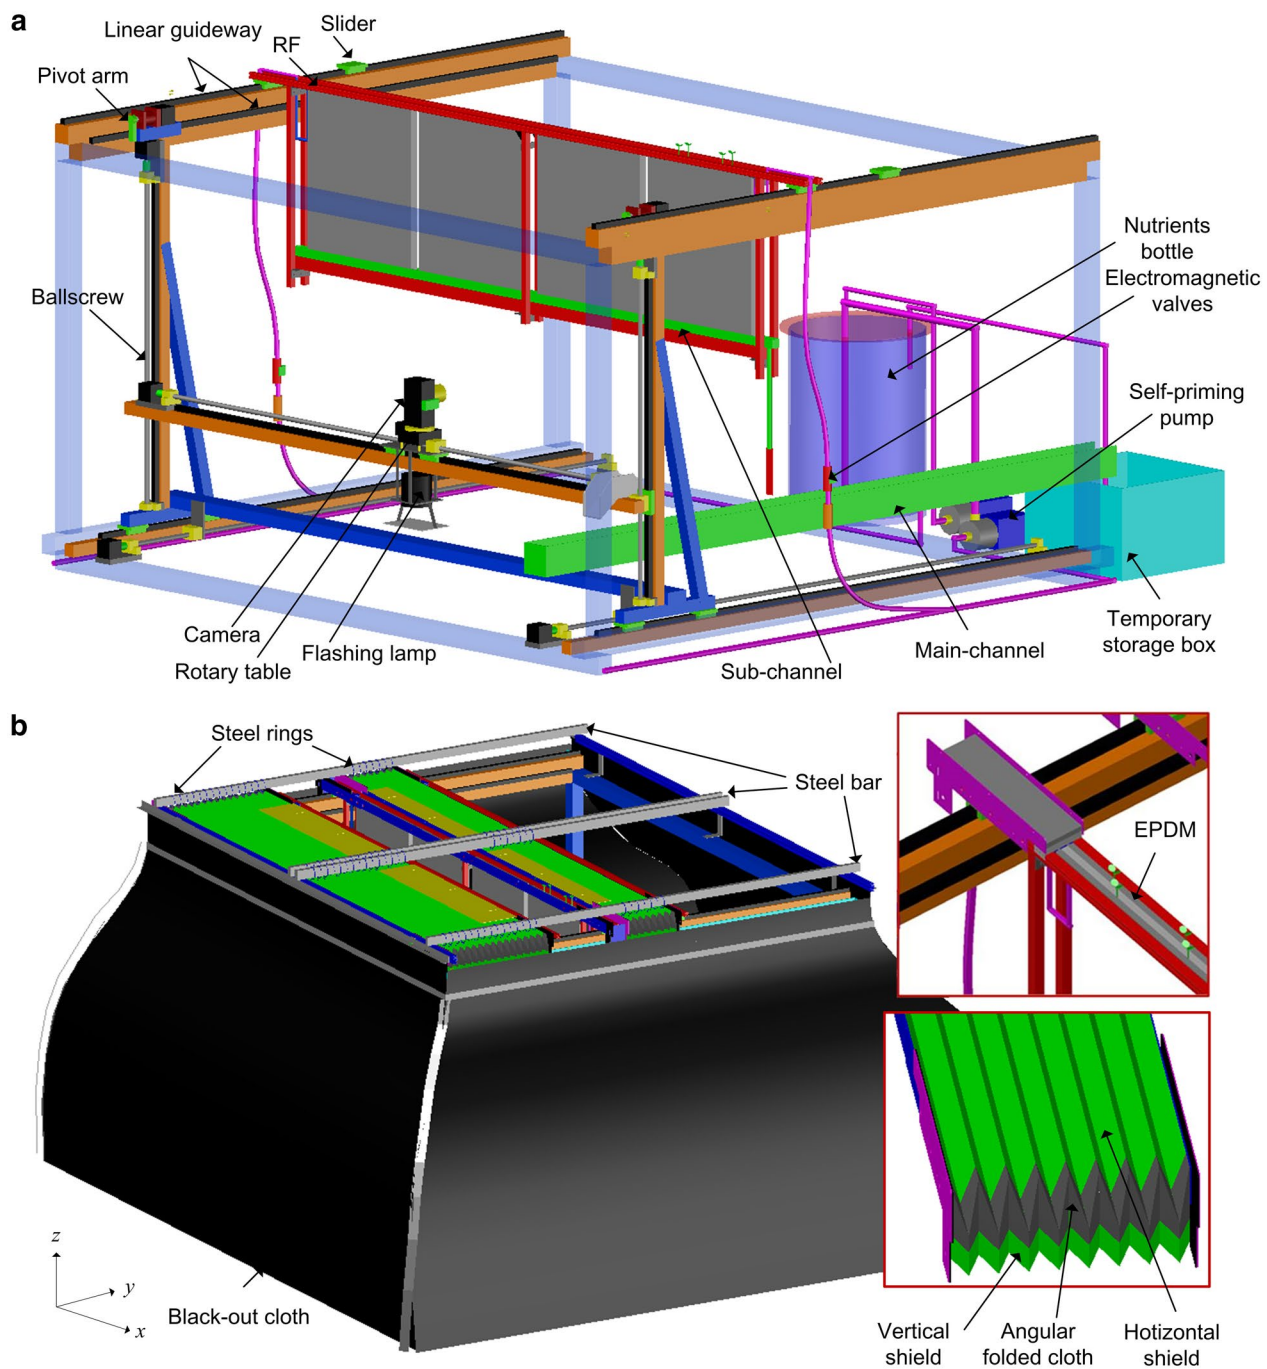 a
Linear guideway
Slider
RF
Pivot arm
Nutrients
bottle
Electromagnetic
valves
Ballscrew
Self-priming
pump
Camera
Rotary table
Flashing lamp
Sub-channel
Main-channel
Temporary
storage box
b
Steel rings
Steel bar
EPDM
z
y
x
Black-out cloth
Vertical
shield
Angular
folded cloth
Hotizontal
shield